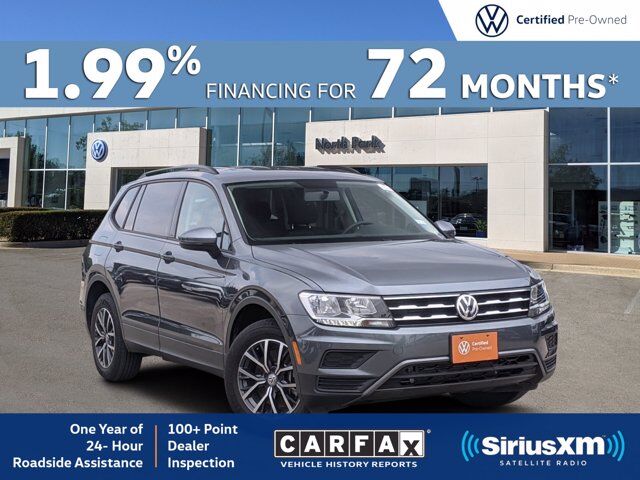 Certified Pre-Owned
1.99% FINANCING FOR 72 MONTHS*
North Park
Certified
Pre-Owned
One Year of
24- Hour
Roadside Assistance
100+ Point
Dealer
Inspection
CARFAX
VEHICLE HISTORY REPORTS
SiriusXM
SATELLITE RADIO